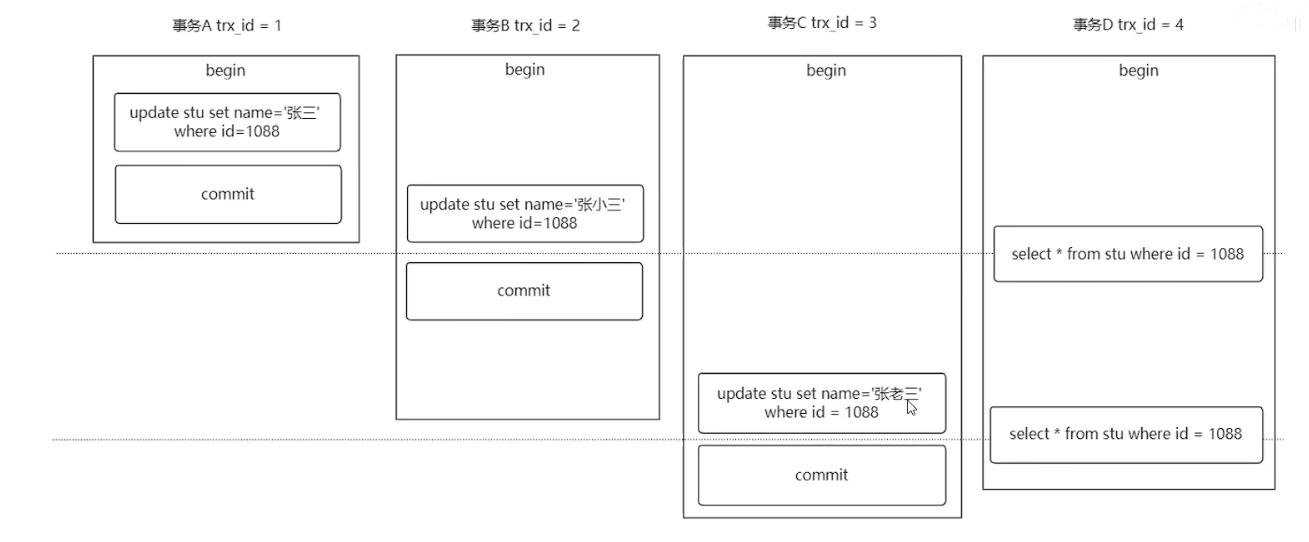 事务A trx_id = 1
begin
update stu set name='张三'
where id=1088
commit
事务B trx_id = 2
begin
update stu set name='张小三'
where id=1088
commit
事务C trx_id = 3
begin
update stu set name='张老三'
where id = 1088
commit
事务D trx_id = 4
begin
select * from stu where id = 1088
select * from stu where id = 1088